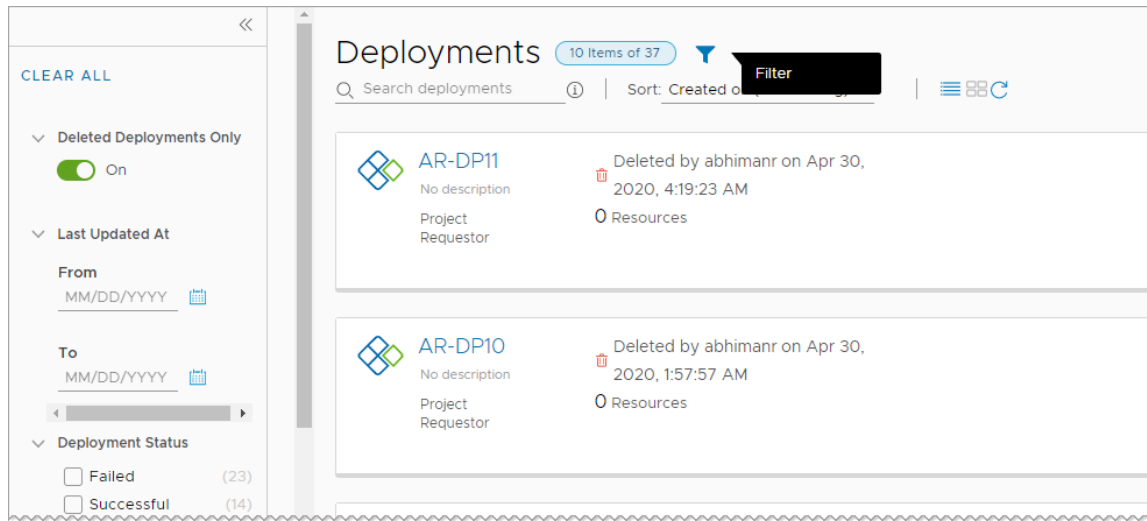 CLEAR ALL
Deleted Deployments Only
On
Last Updated At
From
MM/DD/YYYY
To
MM/DD/YYYY
Deployment Status
Failed (23)
Successful (14)
Deployments 10 Items of 37
Filter
Search deployments Sort: Created
AR-DP11
No description
Project
Requestor
Deleted by abhimanr on Apr 30,
2020, 4:19:23 AM
0 Resources
AR-DP10
No description
Project
Requestor
Deleted by abhimanr on Apr 30,
2020, 1:57:57 AM
0 Resources